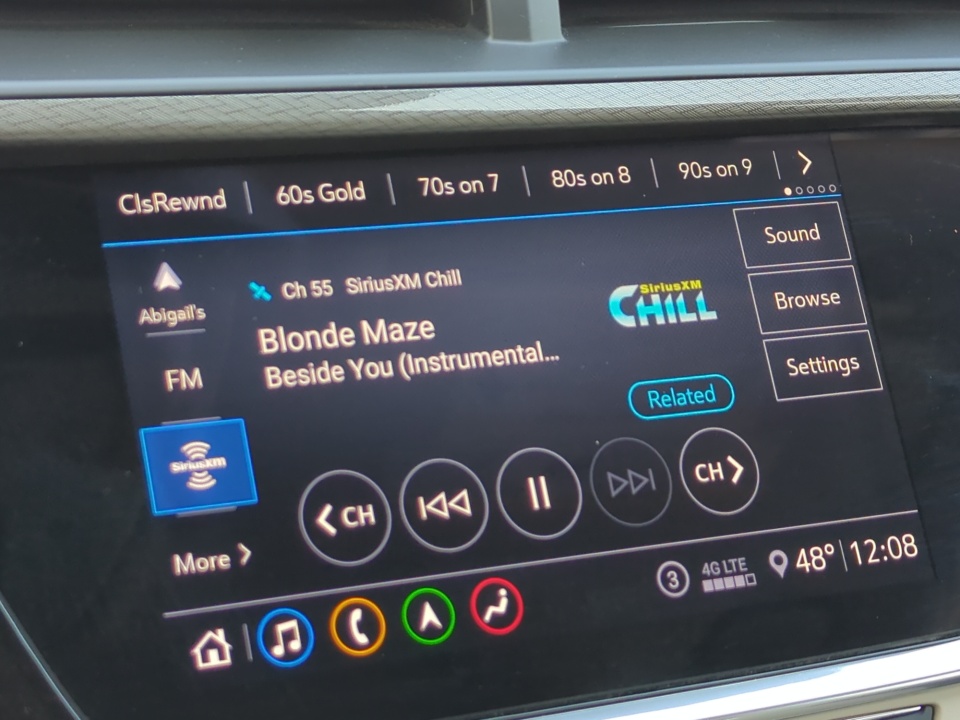 ClsRewnd | 60s Gold | 70s on 7 | 80s on 8 | 90s on 9
Abigail's
FM
SiriusXM
More
Ch 55 SiriusXM Chill
Blonde Maze
Beside You (Instrumental...
SiriusXM
CHILL
Related
Sound
Browse
Settings
CH
CH
3
4G LTE
48° | 12:08